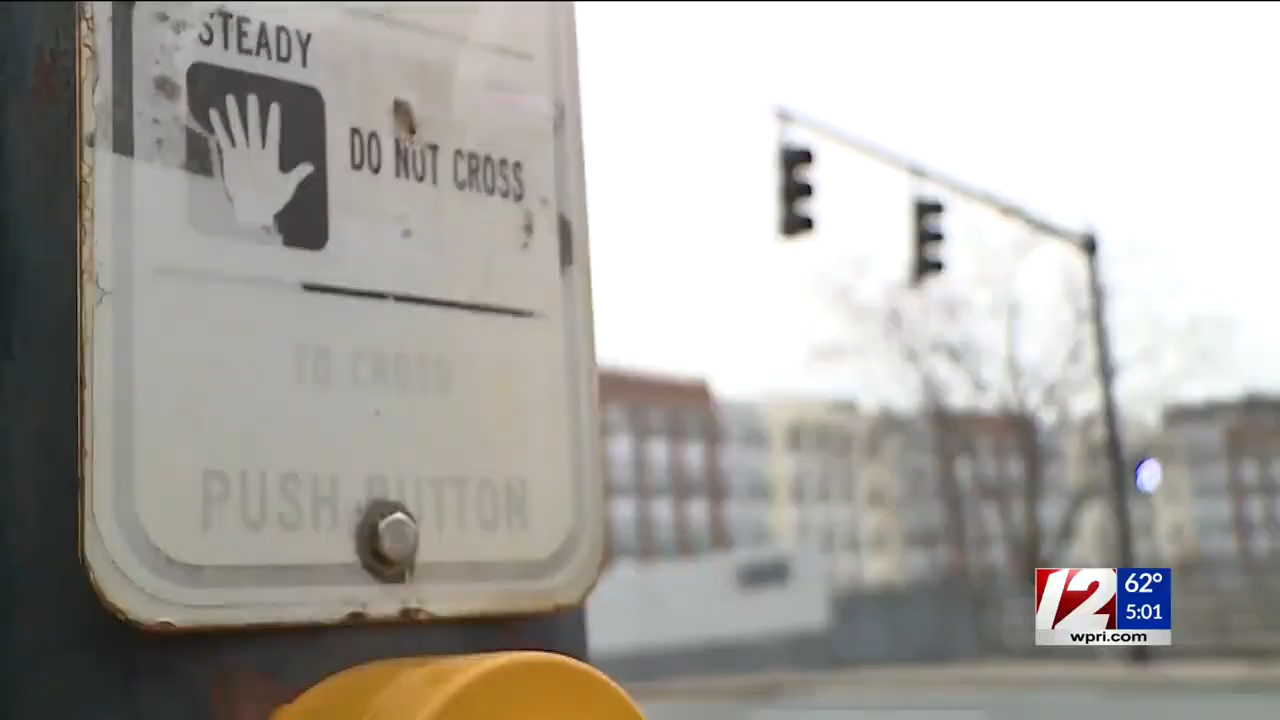 STEADY
DO NOT CROSS
TO CROSS
PUSH BUTTON
12
62°
5:01
wpri.com